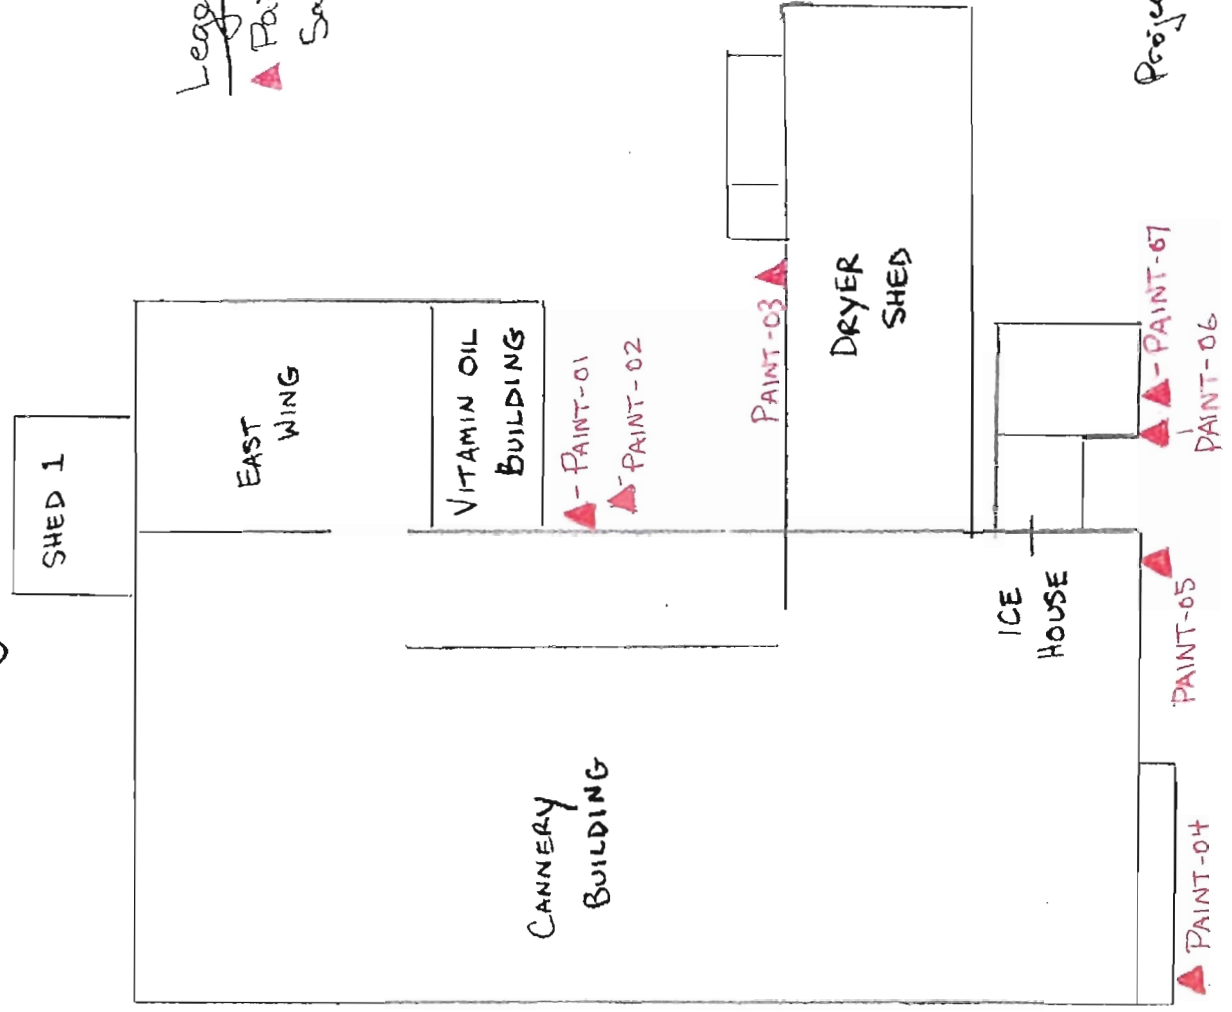 SHED 1
EAST
WING
VITAMIN OIL
BUILDING
- PAINT-01
- PAINT-02
PAINT-03
DRYER
SHED
CANNERY
BUILDING
ICE
HOUSE
PAINT-04
PAINT-05
PAINT-06
- PAINT-07